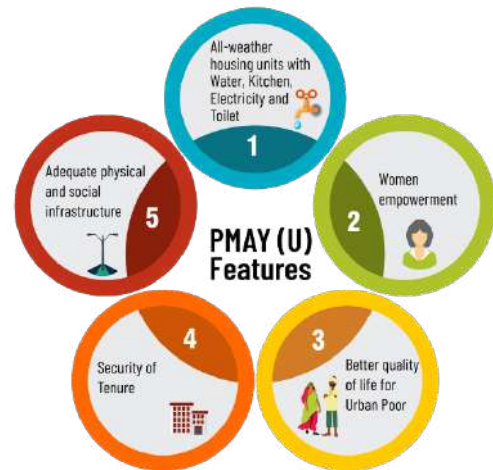 All-weather
housing units with
Water, Kitchen,
Electricity and
Toilet
1
Women
empowerment
2
Better quality
of life for
Urban Poor
3
Security of
Tenure
4
Adequate physical
and social
infrastructure
5
PMAY (U)
Features